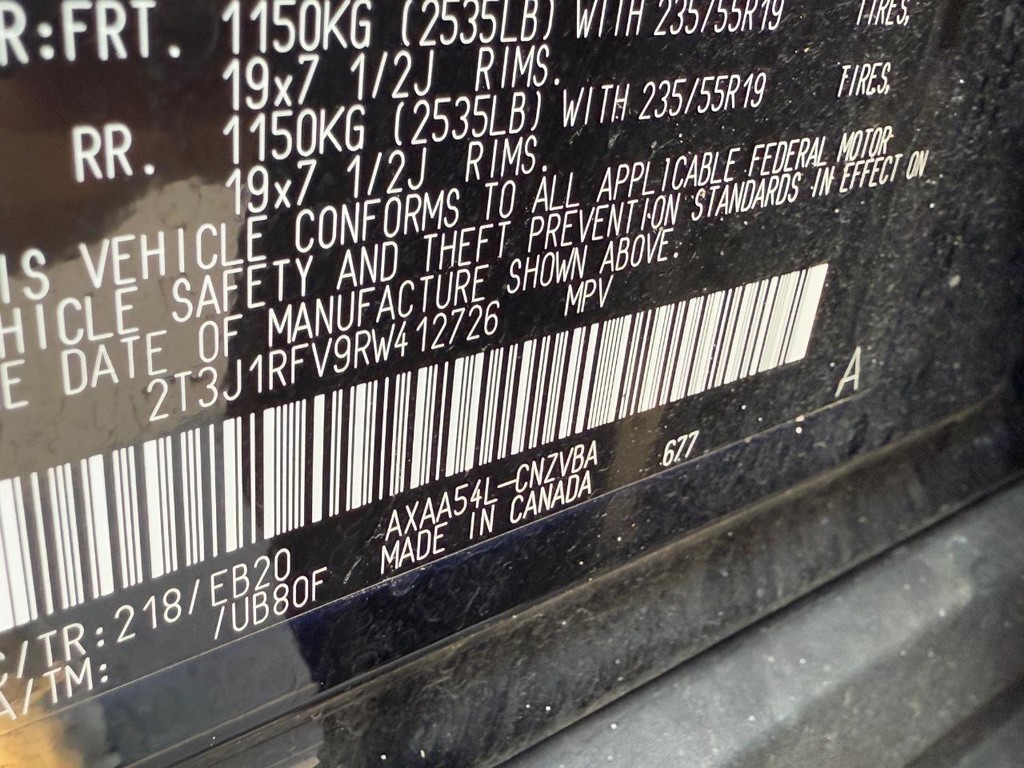 R:FRT. 1150KG (2535LB) WITH 235/55R19 TIRES,
19x7 1/2J RIMS.
RR. 1150KG (2535LB) WITH 235/55R19 TIRES,
19x7 1/2J RIMS.
IS VEHICLE CONFORMS TO ALL APPLICABLE FEDERAL MOTOR
HICLE SAFETY AND THEFT PREVENTION STANDARDS IN EFFECT ON
E DATE OF MANUFACTURE SHOWN ABOVE.
2T3J1RFV9RW412726 MPV
A
AXAA54L-CNZVBA 677
MADE IN CANADA
/TR:218/EB20
/UB80F
A/TM: